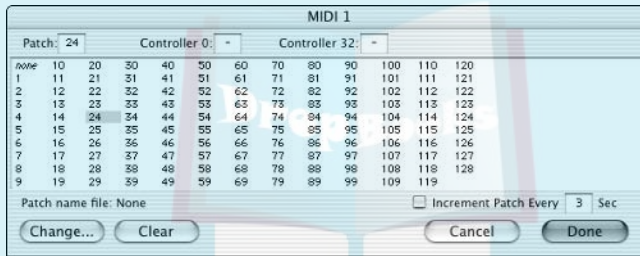 MIDI 1
Patch: 24 Controller 0: - Controller 32: -
none 10 20 30 40 50 60 70 80 90 100 110 120
1 11 21 31 41 51 61 71 81 91 101 111 121
2 12 22 32 42 52 62 72 82 92 102 112 122
3 13 23 33 43 53 63 73 83 93 103 113 123
4 14 24 34 44 54 64 74 84 94 104 114 124
5 15 25 35 45 55 65 75 85 95 105 115 125
6 16 26 36 46 56 66 76 86 96 106 116 126
7 17 27 37 47 57 67 77 87 97 107 117 127
8 18 28 38 48 58 68 78 88 98 108 118 128
9 19 29 39 49 59 69 79 89 99 109 119
DropBooks
Patch name file: None Increment Patch Every 3 Sec
Change... Clear Cancel Done